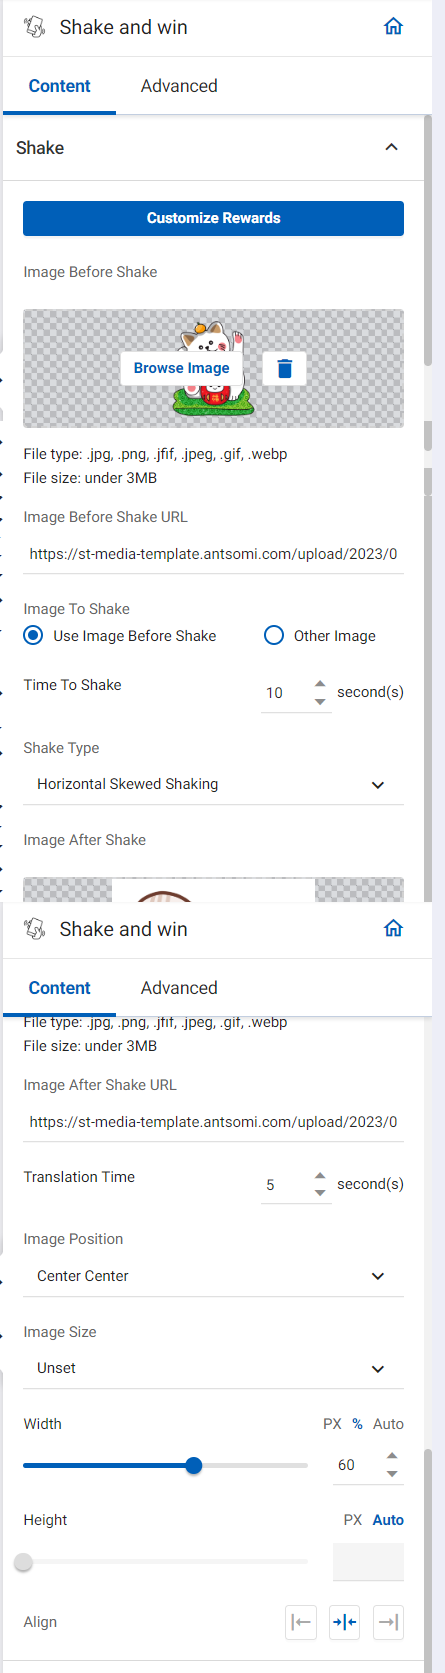 Shake and win
Content Advanced
Shake
Customize Rewards
Image Before Shake
Browse Image
File type: .jpg, .png, .jfif, .jpeg, .gif, .webp
File size: under 3MB
Image Before Shake URL
https://st-media-template.antsomi.com/upload/2023/0
Image To Shake
Use Image Before Shake Other Image
Time To Shake 10 second(s)
Shake Type
Horizontal Skewed Shaking
Image After Shake
Shake and win
Content Advanced
File type: .jpg, .png, .jfif, .jpeg, .gif, .webp
File size: under 3MB
Image After Shake URL
https://st-media-template.antsomi.com/upload/2023/0
Translation Time 5 second(s)
Image Position
Center Center
Image Size
Unset
Width PX % Auto
60
Height PX Auto
Align